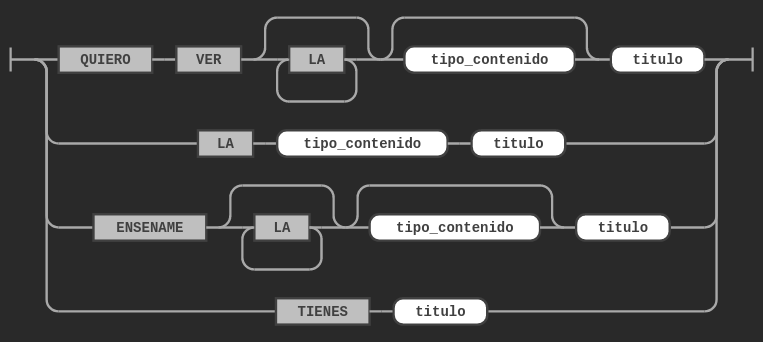 QUIERO VER LA tipo_contenido titulo
LA tipo_contenido titulo
ENSENAME LA tipo_contenido titulo
TIENES titulo